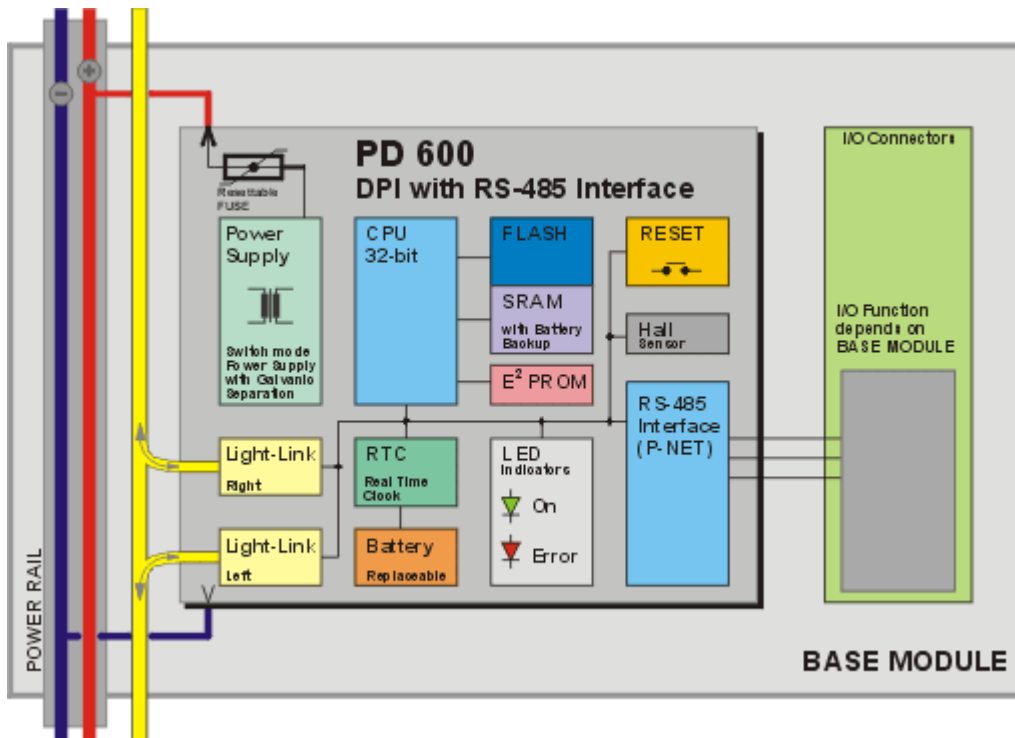 PD 600
DPI with RS-485 Interface
Resettable
FUSE
Power
Supply
Switch mode
Power Supply
with Galvanic
Separation
CPU
32-bit
FLASH
SRAM
with Battery
Backup
E² PROM
RESET
Hall
Sensor
RS-485
Interface
(P-NET)
Light-Link
Right
Light-Link
Left
RTC
Real Time
Clock
Battery
Replaceable
LED
Indicators
On
Error
I/O Connectors
I/O Function
depends on
BASE MODULE
POWER RAIL
BASE MODULE